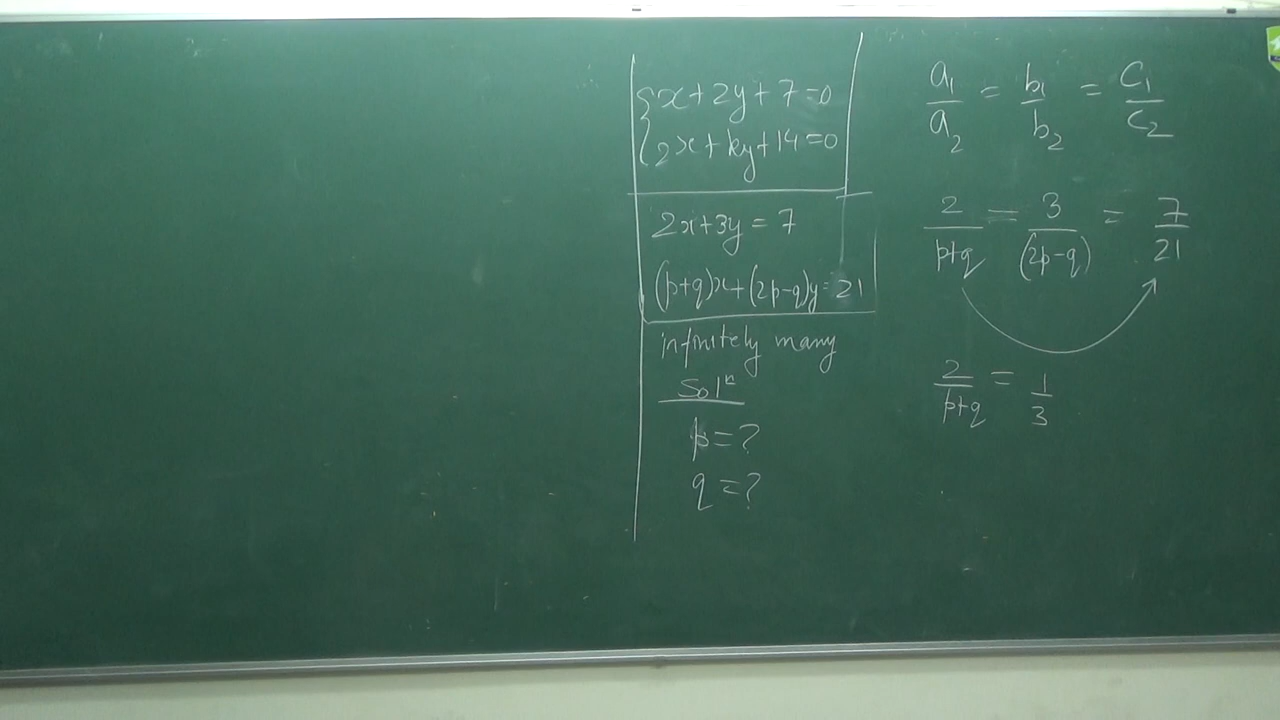 x+2y+7=0
2x+ky+14=0
2x+3y=7
(p+q)x+(2p-q)y=21
infinitely many
Solⁿ
p=?
q=?
a₁/a₂ = b₁/b₂ = C₁/C₂
2/p+q = 3/(2p-q) = 7/21
2/p+q = 1/3